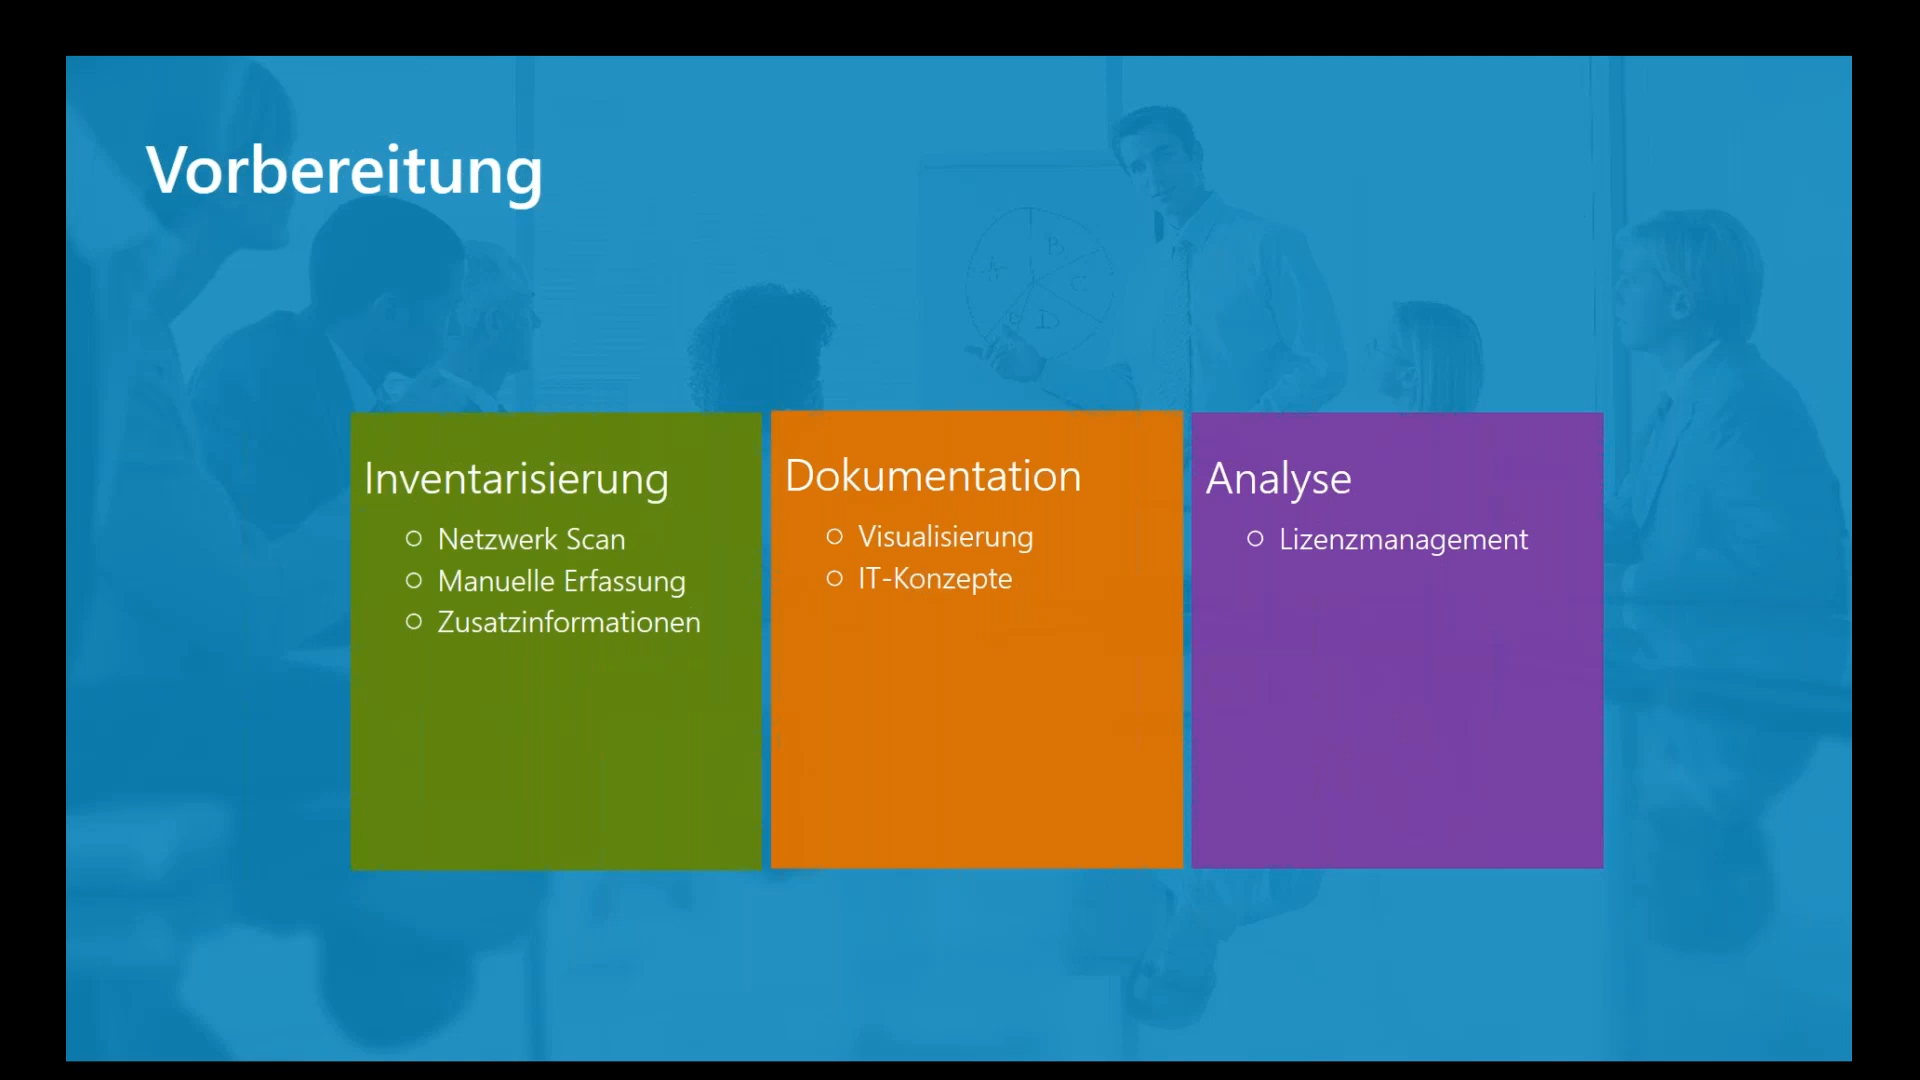 Vorbereitung
A
B
C
D
Inventarisierung
Netzwerk Scan
Manuelle Erfassung
Zusatzinformationen
Dokumentation
Visualisierung
IT-Konzepte
Analyse
Lizenzmanagement